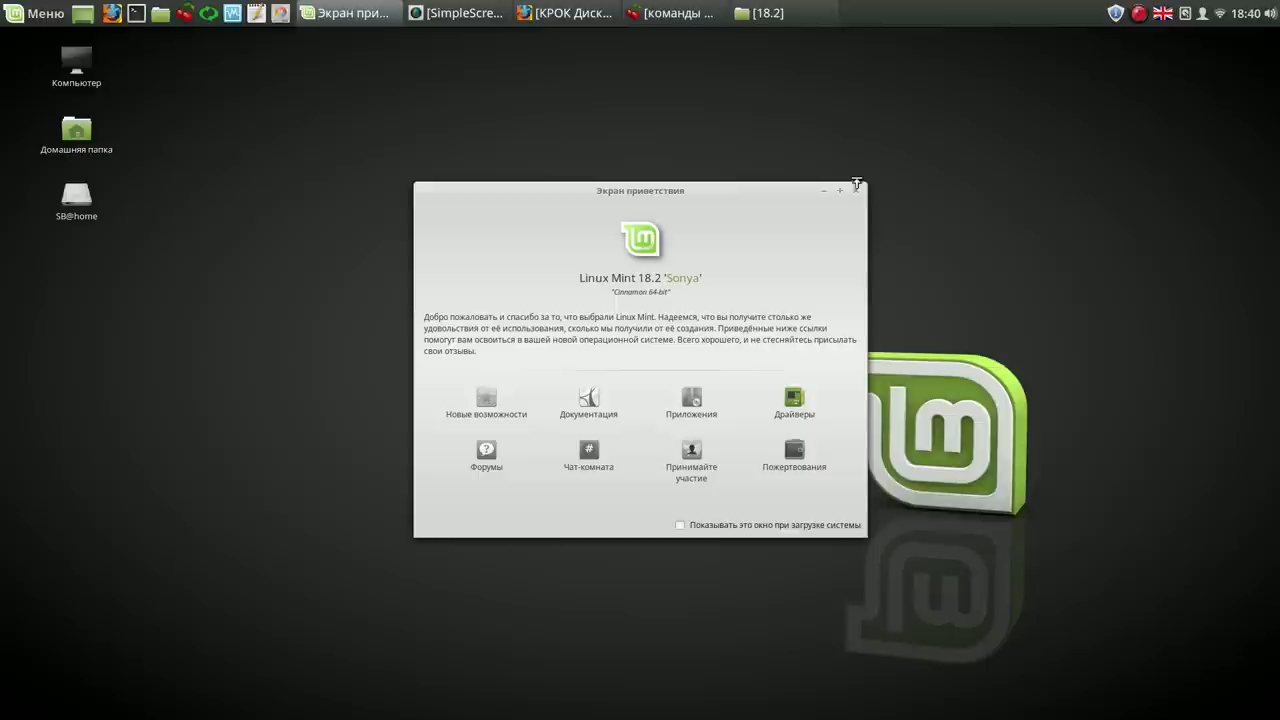 Меню
Экран при...
[SimpleScre...
[КРОК Диск...
[команды ...
[18.2]
18:40
Компьютер
Домашняя папка
SB@home
Экран приветствия
Linux Mint 18.2 'Sonya'
"Cinnamon 64-bit"
Добро пожаловать и спасибо за то, что выбрали Linux Mint. Надеемся, что вы получите столько же
удовольствия от её использования, сколько мы получили от её создания. Приведённые ниже ссылки
помогут вам освоиться в вашей новой операционной системе. Всего хорошего, и не стесняйтесь присылать
свои отзывы.
Новые возможности
Документация
Приложения
Драйверы
Форумы
Чат-комната
Принимайте
участие
Пожертвования
Показывать это окно при загрузке системы